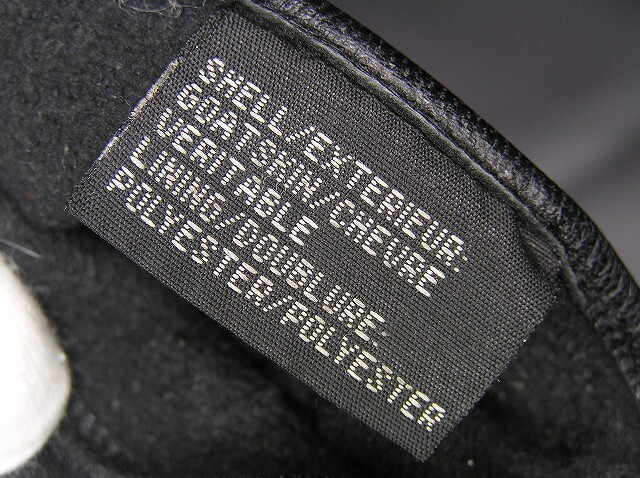 SHELL/EXTERIEUR:
GOATSKIN/CHEVRE
VERITABLE
LINING/DOUBLURE:
POLYESTER/POLYESTER